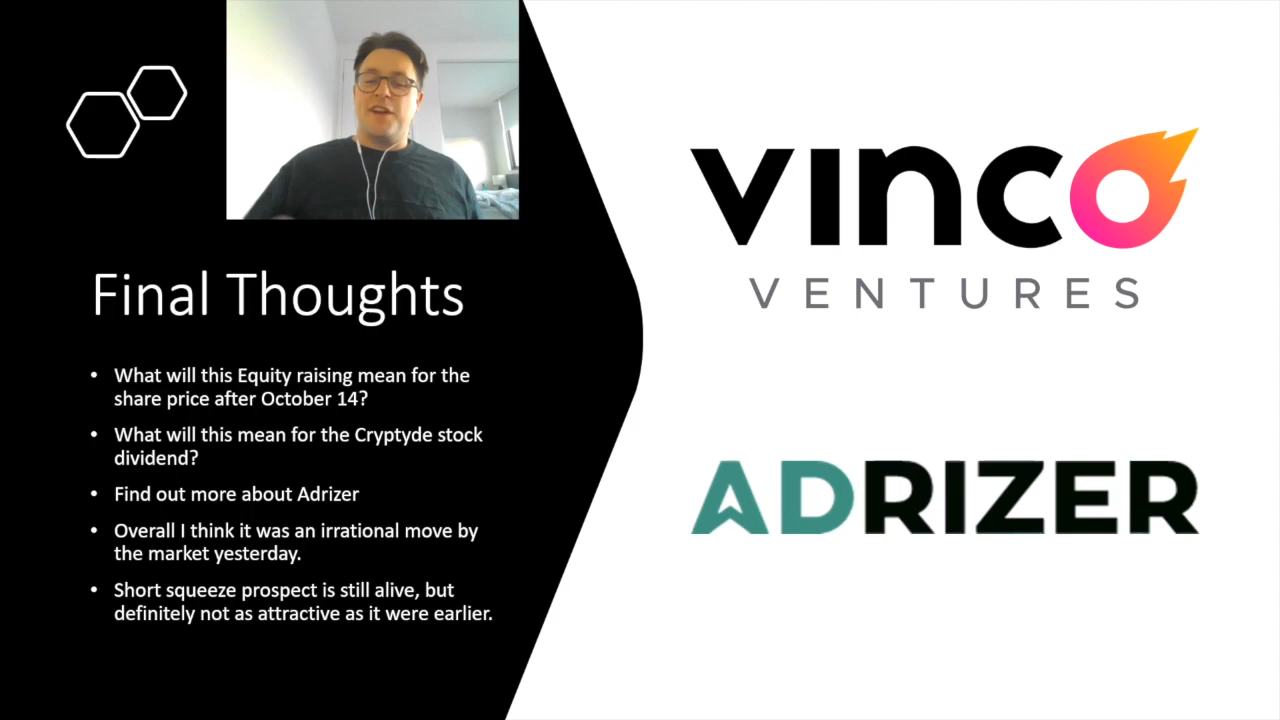 Final Thoughts
• What will this Equity raising mean for the
share price after October 14?
• What will this mean for the Cryptyde stock
dividend?
• Find out more about Adrizer
• Overall I think it was an irrational move by
the market yesterday.
• Short squeeze prospect is still alive, but
definitely not as attractive as it were earlier.
vinco
VENTURES
ADRIZER